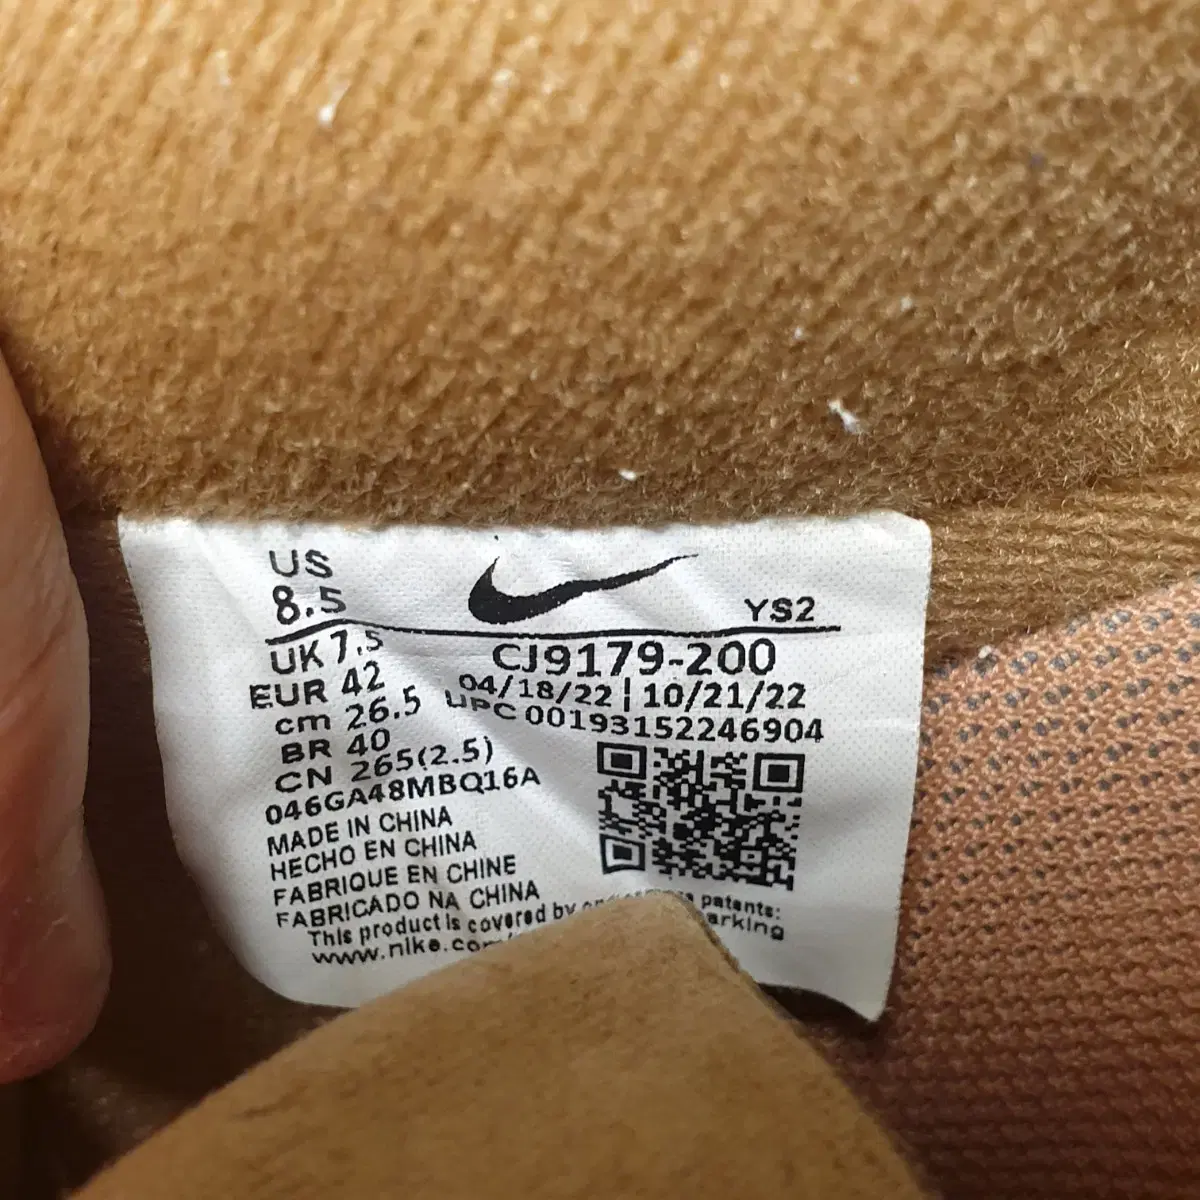 US
8.5
YS2
UK 7.5
EUR 42
cm 26.5
BR 40
CN 265(2.5)
046GA48MBQ16A
CJ9179-200
04/18/22 | 10/21/22
UPC 00193152246904
MADE IN CHINA
HECHO EN CHINA
FABRIQUE EN CHINE
FABRICADO NA CHINA
This product is covered by patents:
www.nike.com